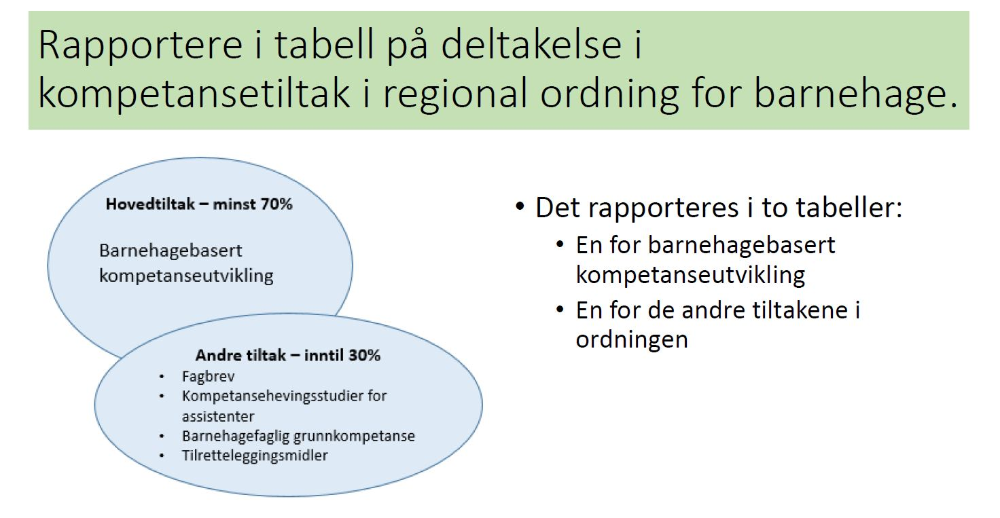 Rapportere i tabell på deltakelse i
kompetansetiltak i regional ordning for barnehage.
Hovedtiltak – minst 70%
Barnehagebasert
kompetanseutvikling
Andre tiltak – inntil 30%
• Fagbrev
• Kompetansehevingsstudier for
assistenter
• Barnehagefaglig grunnkompetanse
• Tilretteleggingsmidler
• Det rapporteres i to tabeller:
• En for barnehagebasert
kompetanseutvikling
• En for de andre tiltakene i
ordningen